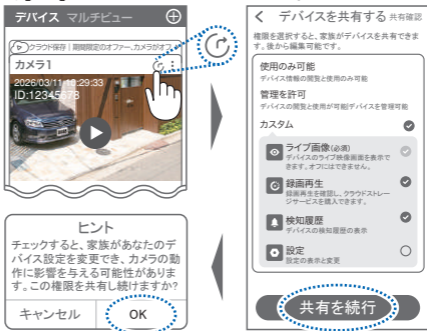 デバイス マルチビュー
クラウド保存｜期間限定のオファー、カメラがオフ
カメラ1
2026/03/11 18:29:33
ID:12345678
ヒント
チェックすると、家族があなたのデ
バイス設定を変更でき、カメラの動
作に影響を与える可能性がありま
す。この権限を共有し続けますか?
キャンセル OK
デバイスを共有する 共有確認
権限を選択すると、家族がデバイスを共有できま
す。後から編集可能です。
使用のみ可能
デバイス情報の閲覧と使用のみ可能
管理を許可
デバイスの閲覧と使用が可能デバイスを管理可能
カスタム
ライブ画像(必須)
デバイスのライブ映像画面を表示で
きます。オフにはできません。
録画再生
録画再生を確認し、クラウドストレー
ジサービスを購入できます。
検知履歴
デバイスの検知履歴の表示
設定
設定の表示と変更
共有を続行